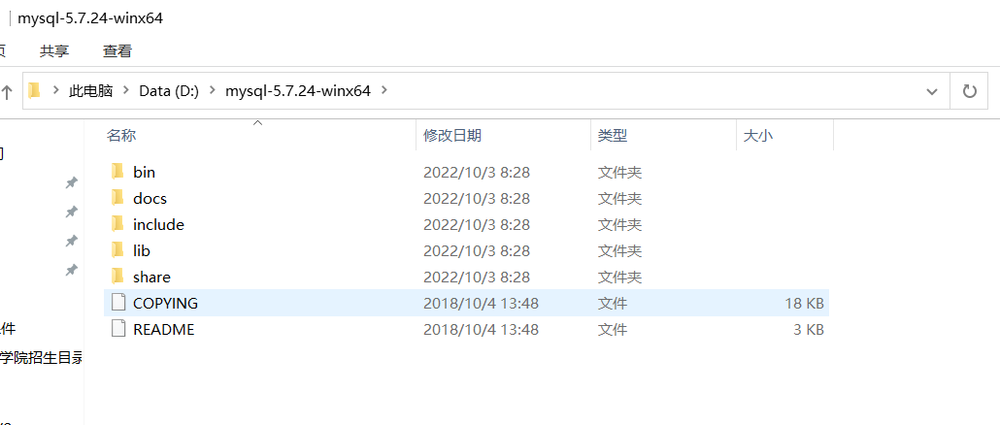 mysql-5.7.24-winx64
共享 查看
此电脑 Data (D:) mysql-5.7.24-winx64
名称 修改日期 类型 大小
bin 2022/10/3 8:28 文件夹
docs 2022/10/3 8:28 文件夹
include 2022/10/3 8:28 文件夹
lib 2022/10/3 8:28 文件夹
share 2022/10/3 8:28 文件夹
COPYING 2018/10/4 13:48 文件 18 KB
README 2018/10/4 13:48 文件 3 KB
件
学院招生目录